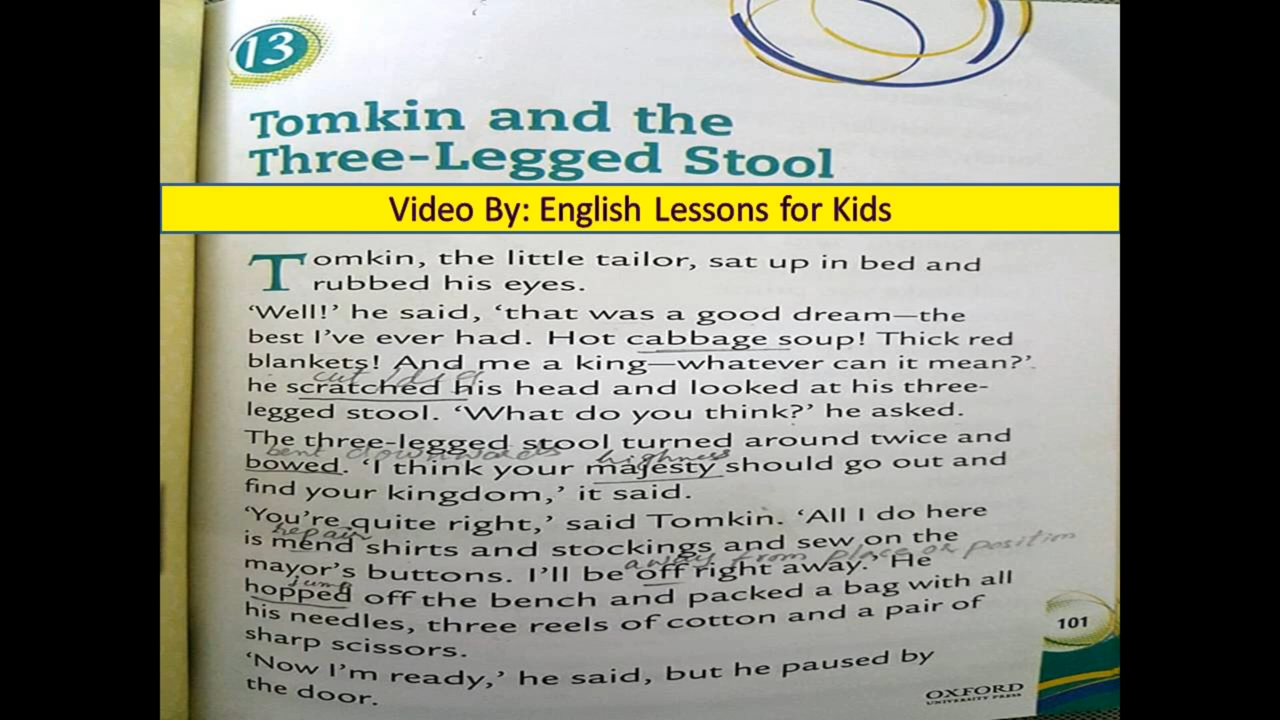 13
Tomkin and the
Three-Legged Stool
Video By: English Lessons for Kids
Tomkin, the little tailor, sat up in bed and
rubbed his eyes.
‘Well!’ he said, ‘that was a good dream—the
best I’ve ever had. Hot cabbage soup! Thick red
blankets! And me a king—whatever can it mean?’
he scratched his head and looked at his three-
legged stool. ‘What do you think?’ he asked.
The three-legged stool turned around twice and
bent downwards highness
bowed. ‘I think your majesty should go out and
find your kingdom,’ it said.
‘You’re quite right,’ said Tomkin. ‘All I do here
repair
is mend shirts and stockings and sew on the
away from place or position
mayor’s buttons. I’ll be off right away.’ He
jump
hopped off the bench and packed a bag with all
his needles, three reels of cotton and a pair of
sharp scissors.
‘Now I’m ready,’ he said, but he paused by
the door.
101
OXFORD
UNIVERSITY PRESS